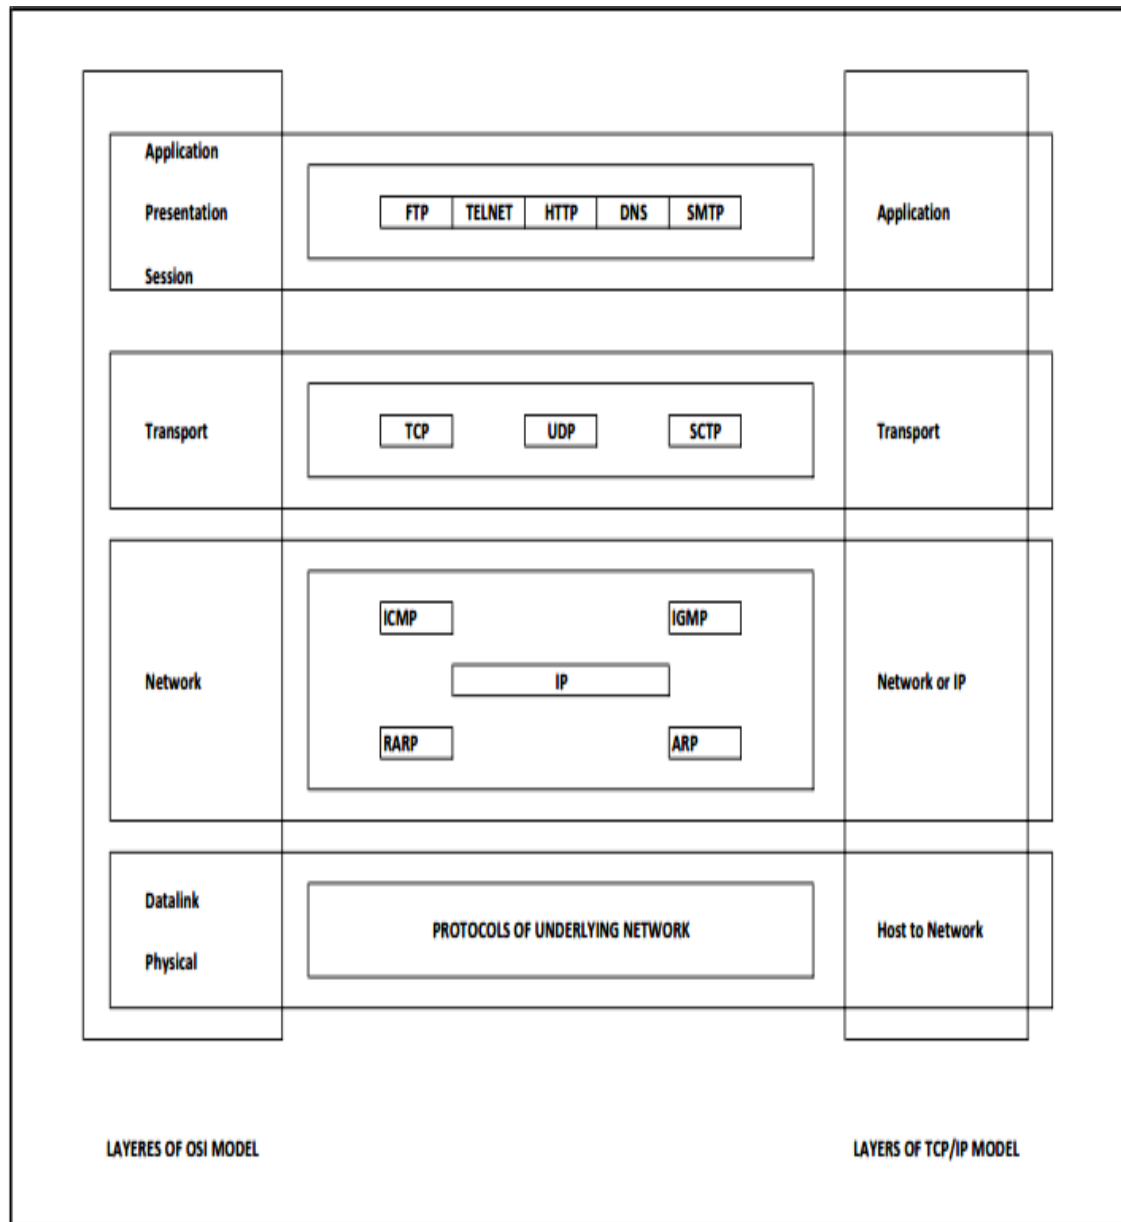 Application
Presentation
Session
FTP TELNET HTTP DNS SMTP
Application
Transport
TCP UDP SCTP
Transport
Network
ICMP IGMP
IP
RARP ARP
Network or IP
Datalink
Physical
PROTOCOLS OF UNDERLYING NETWORK
Host to Network
LAYERES OF OSI MODEL
LAYERS OF TCP/IP MODEL